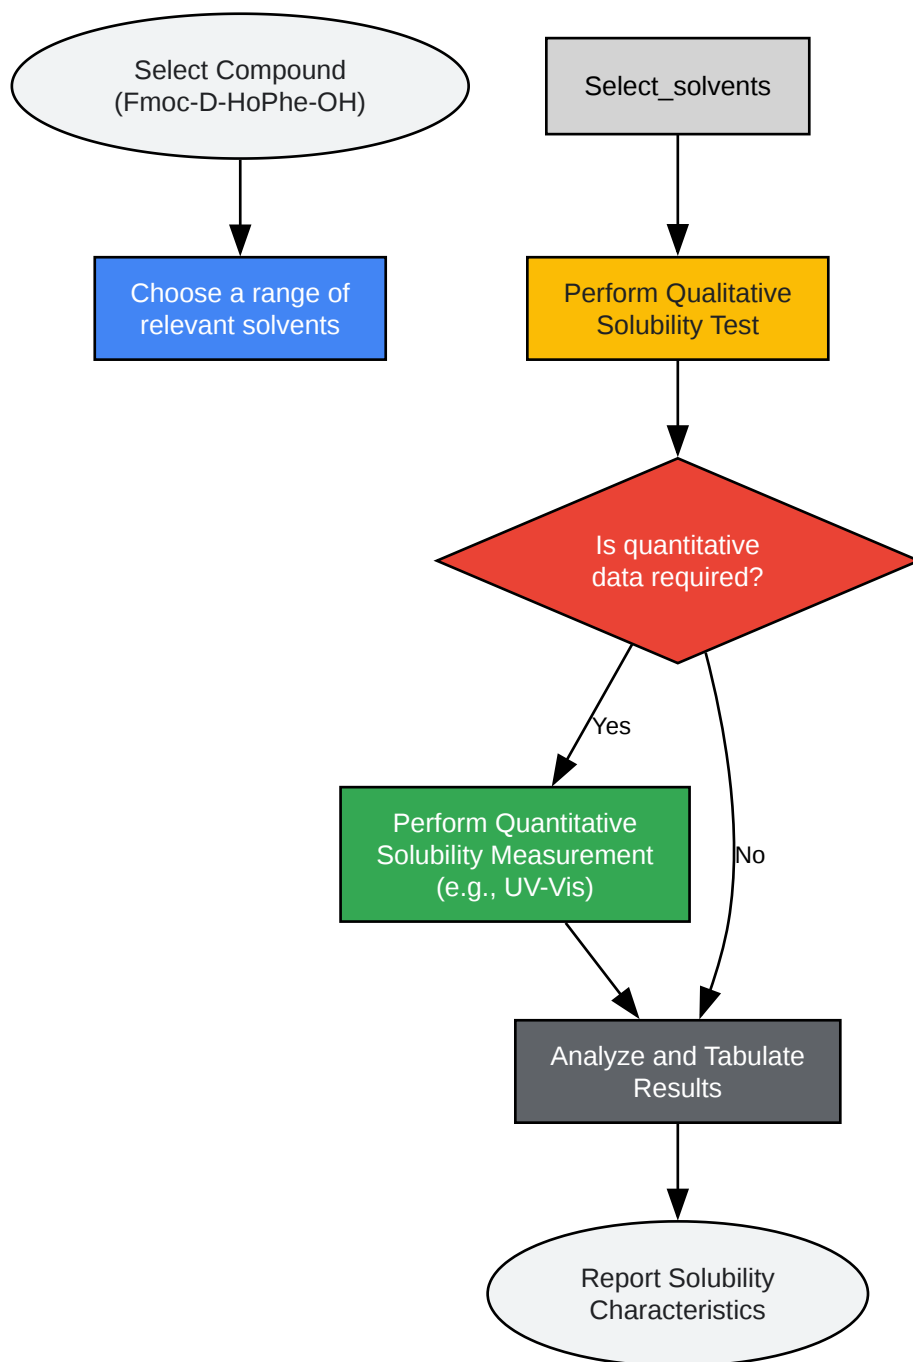 Select Compound
(Fmoc-D-HoPhe-OH)
Select_solvents
Choose a range of
relevant solvents
Perform Qualitative
Solubility Test
Is quantitative
data required?
Yes
No
Perform Quantitative
Solubility Measurement
(e.g., UV-Vis)
Analyze and Tabulate
Results
Report Solubility
Characteristics